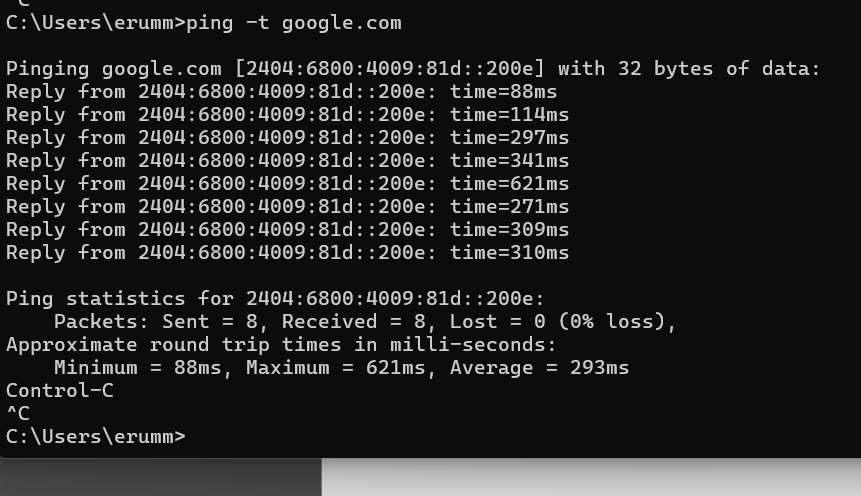 ^C
C:\Users\erumm>ping -t google.com
Pinging google.com [2404:6800:4009:81d::200e] with 32 bytes of data:
Reply from 2404:6800:4009:81d::200e: time=88ms
Reply from 2404:6800:4009:81d::200e: time=114ms
Reply from 2404:6800:4009:81d::200e: time=297ms
Reply from 2404:6800:4009:81d::200e: time=341ms
Reply from 2404:6800:4009:81d::200e: time=621ms
Reply from 2404:6800:4009:81d::200e: time=271ms
Reply from 2404:6800:4009:81d::200e: time=309ms
Reply from 2404:6800:4009:81d::200e: time=310ms
Ping statistics for 2404:6800:4009:81d::200e:
    Packets: Sent = 8, Received = 8, Lost = 0 (0% loss),
Approximate round trip times in milli-seconds:
    Minimum = 88ms, Maximum = 621ms, Average = 293ms
Control-C
^C
C:\Users\erumm>